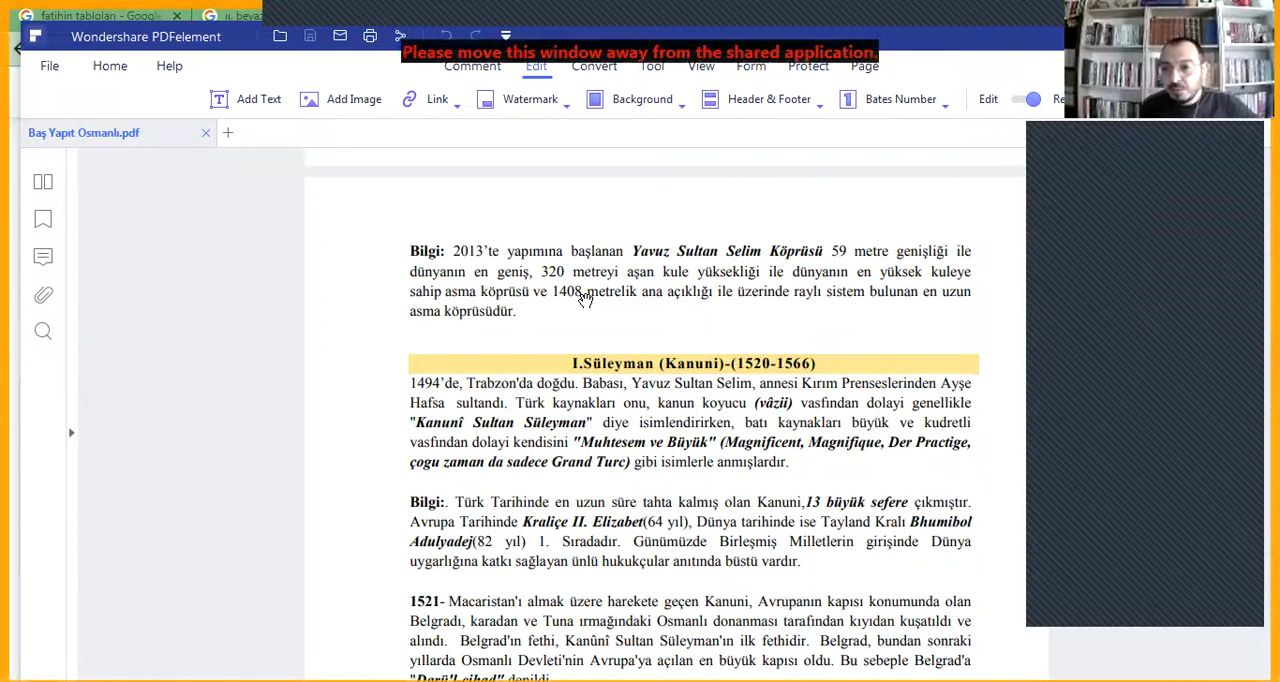 fatihin tabloları - Google
ıı. beyaz
Wondershare PDFelement
Please move this window away from the shared application.
File Home Help Comment Edit Convert Tool View Form Protect Page
Add Text Add Image Link Watermark Background Header & Footer Bates Number Edit
Baş Yapıt Osmanlı.pdf
Bilgi: 2013’te yapımına başlanan Yavuz Sultan Selim Köprüsü 59 metre genişliği ile
dünyanın en geniş, 320 metreyi aşan kule yüksekliği ile dünyanın en yüksek kuleye
sahip asma köprüsü ve 1408 metrelik ana açıklığı ile üzerinde raylı sistem bulunan en uzun
asma köprüsüdür.
I.Süleyman (Kanuni)-(1520-1566)
1494’de, Trabzon'da doğdu. Babası, Yavuz Sultan Selim, annesi Kırım Prenseslerinden Ayşe
Hafsa sultandı. Türk kaynakları onu, kanun koyucu (vâzii) vasfından dolayi genellikle
"Kanunî Sultan Süleyman" diye isimlendirirken, batı kaynakları büyük ve kudretli
vasfından dolayi kendisini "Muhtesem ve Büyük" (Magnificent, Magnifique, Der Practige,
çogu zaman da sadece Grand Turc) gibi isimlerle anmışlardır.
Bilgi:. Türk Tarihinde en uzun süre tahta kalmış olan Kanuni,13 büyük sefere çıkmıştır.
Avrupa Tarihinde Kraliçe II. Elizabet(64 yıl), Dünya tarihinde ise Tayland Kralı Bhumibol
Adulyadej(82 yıl) 1. Sıradadır. Günümüzde Birleşmiş Milletlerin girişinde Dünya
uygarlığına katkı sağlayan ünlü hukukçular anıtında büstü vardır.
1521- Macaristan'ı almak üzere harekete geçen Kanuni, Avrupanın kapısı konumunda olan
Belgradı, karadan ve Tuna ırmağındaki Osmanlı donanması tarafından kıyıdan kuşatıldı ve
alındı. Belgrad'ın fethi, Kanûnî Sultan Süleyman'ın ilk fethidir. Belgrad, bundan sonraki
yıllarda Osmanlı Devleti'nin Avrupa'ya açılan en büyük kapısı oldu. Bu sebeple Belgrad'a
"Darü'l-cihad" denildi.